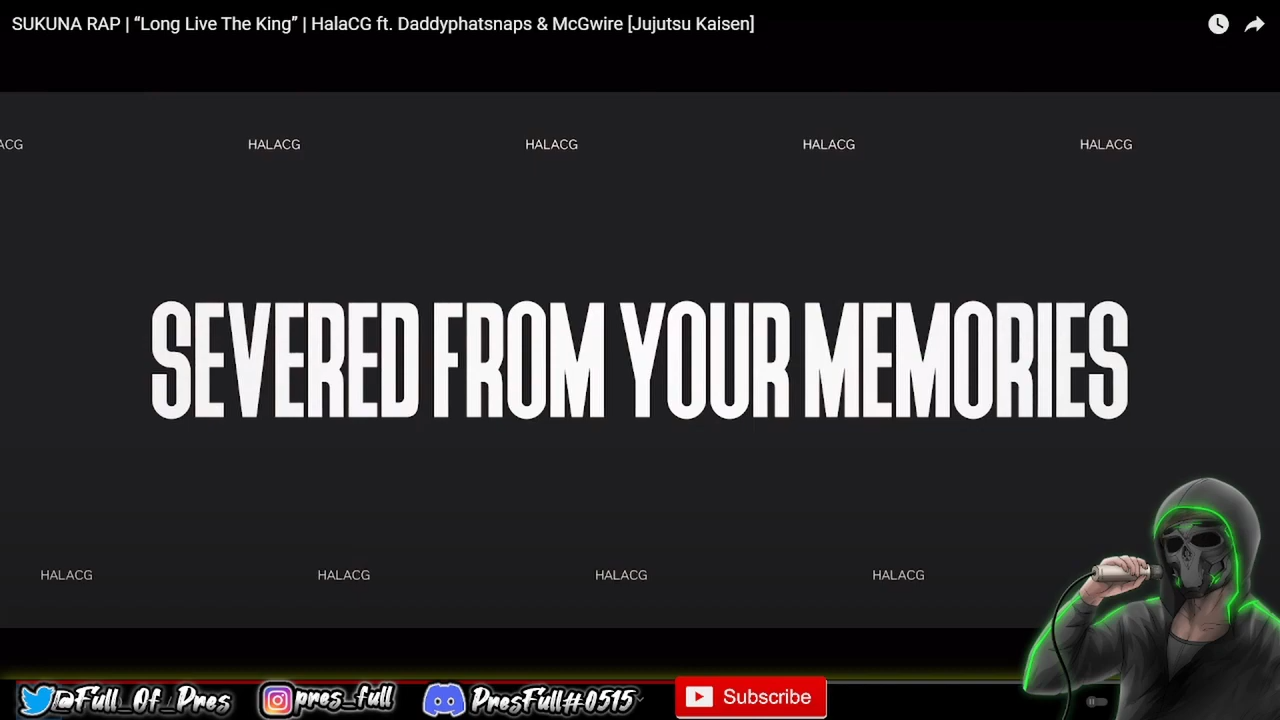 SUKUNA RAP | “Long Live The King” | HalaCG ft. Daddyphatsnaps & McGwire [Jujutsu Kaisen]
ACG HALACG HALACG HALACG HALACG
SEVERED FROM YOUR MEMORIES
HALACG HALACG HALACG HALACG
@Full_Of_Pres pres_full PresFull#0515 Subscribe